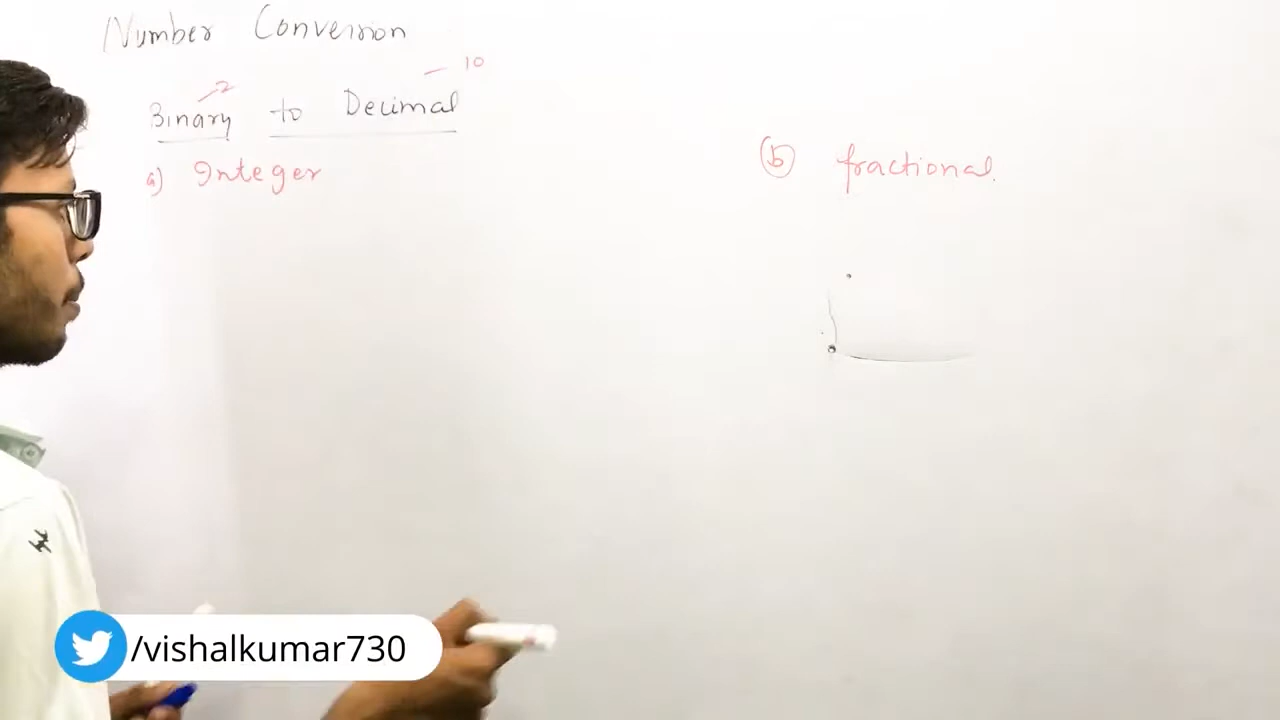 Number Conversion
2
10
Binary to Decimal
a) Integer
(b) fractional.
/vishalkumar730